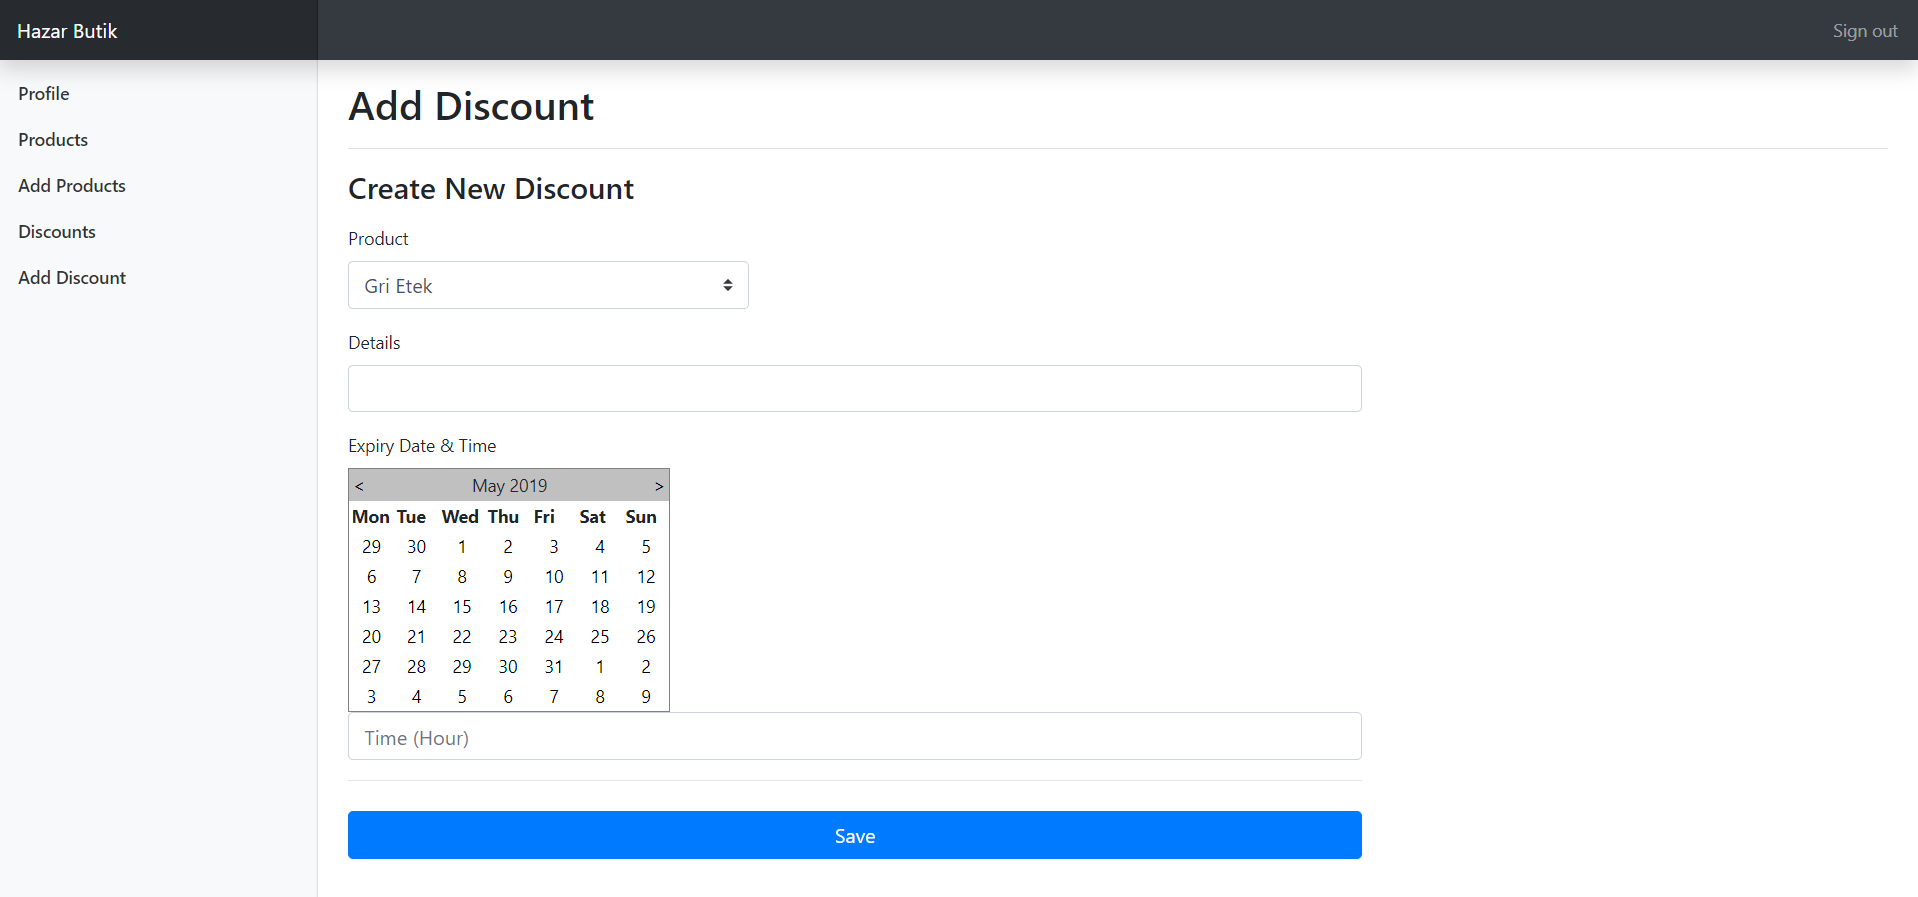 Hazar Butik
Sign out
Profile
Products
Add Products
Discounts
Add Discount
Add Discount
Create New Discount
Product
Gri Etek
Details
Expiry Date & Time
< May 2019 >
Mon Tue Wed Thu Fri Sat Sun
29 30 1 2 3 4 5
6 7 8 9 10 11 12
13 14 15 16 17 18 19
20 21 22 23 24 25 26
27 28 29 30 31 1 2
3 4 5 6 7 8 9
Time (Hour)
Save